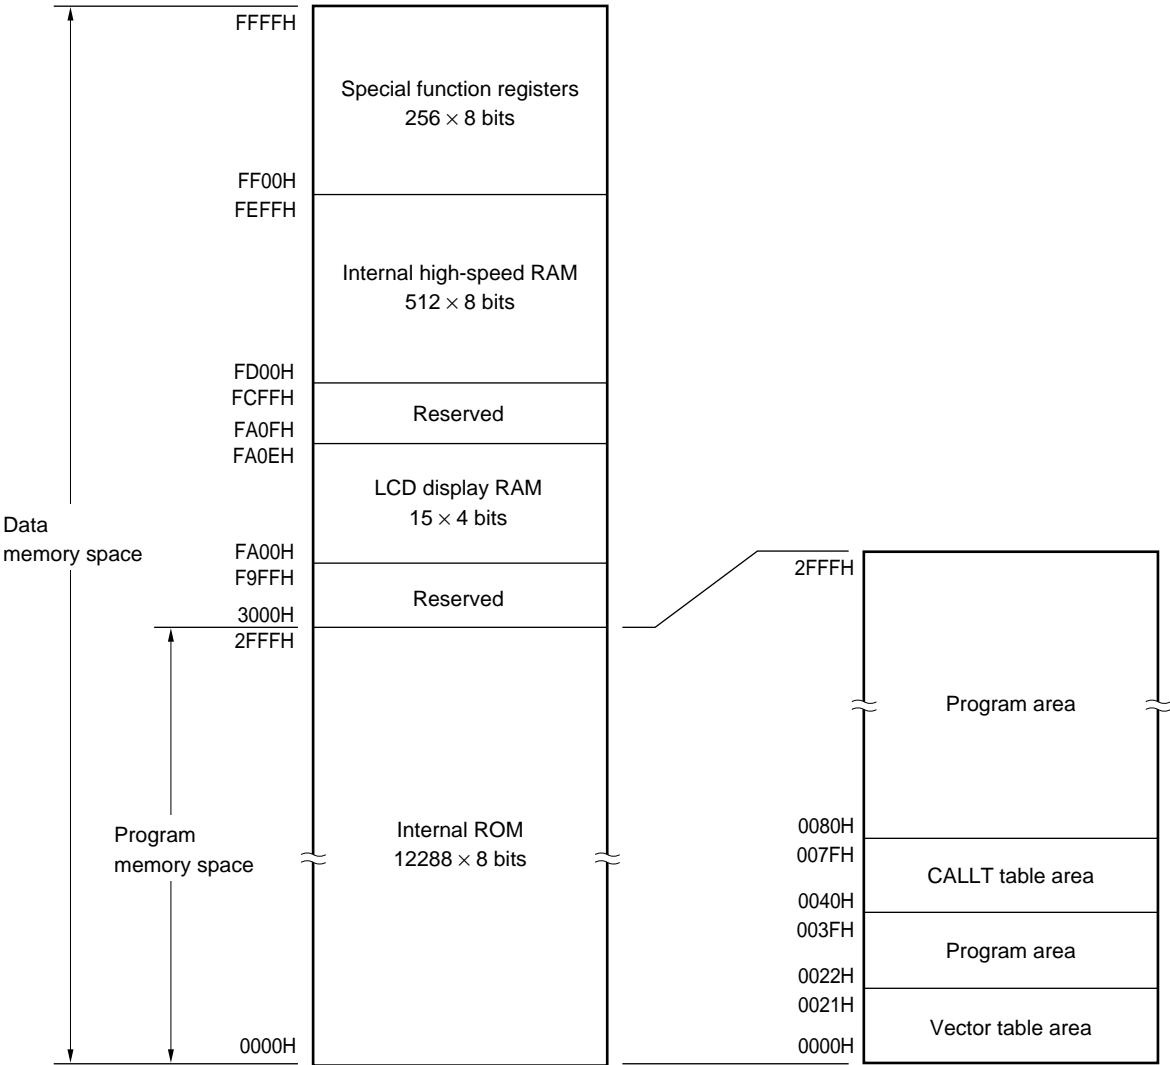 FFFFH
Special function registers
256 × 8 bits
FF00H
FEFFH
Internal high-speed RAM
512 × 8 bits
FD00H
FCFFH
Reserved
FA0FH
FA0EH
LCD display RAM
15 × 4 bits
Data
memory space
FA00H
F9FFH
Reserved
3000H
2FFFH
Program
memory space
Internal ROM
12288 × 8 bits
0000H
2FFFH
Program area
0080H
007FH
CALLT table area
0040H
003FH
Program area
0022H
0021H
Vector table area
0000H